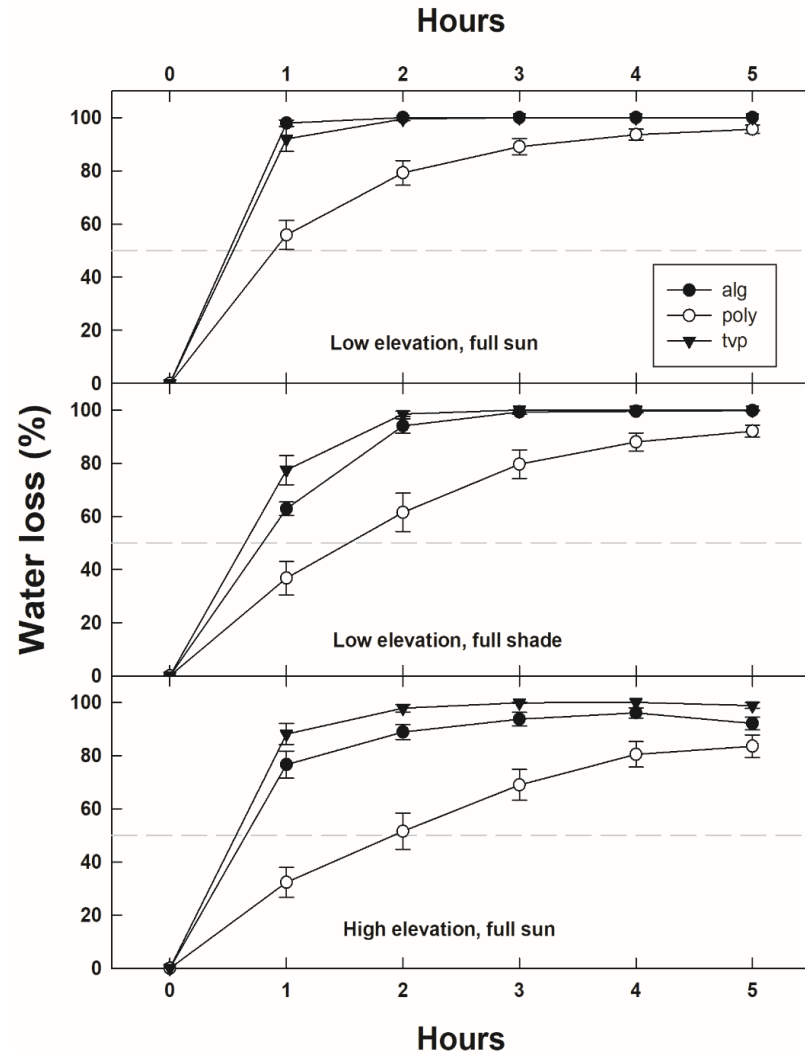 Hours
0 1 2 3 4 5
Water loss (%)
100
80
60
40
20
0
alg
poly
tvp
Low elevation, full sun
100
80
60
40
20
0
Low elevation, full shade
100
80
60
40
20
0
High elevation, full sun
0 1 2 3 4 5
Hours